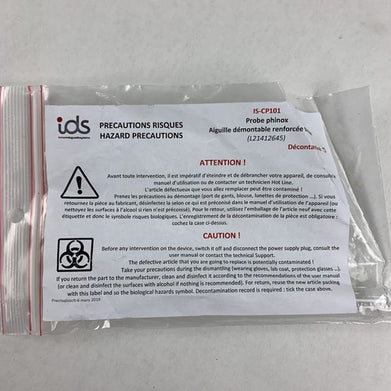 ids
PRECAUTIONS RISQUES
HAZARD PRECAUTIONS
IS-CP101
Probe phinox
Aiguille démontable renforcée
(L21412645)
ATTENTION !
Avant toute intervention, il est impératif d'éteindre et de débrancher votre appareil, de consulter
manuel d'utilisation ou de contacter un technicien Hot Line.
L'article défectueux que vous allez remplacer peut être contaminé !
Prenez les précautions au démontage (port de gants, blouse, lunettes de protection ...). Si vous
retournez la pièce au fabricant, désinfectez la selon ce qui est préconisé dans le manuel d'utilisation de l'appareil (ou
nettoyez les surfaces à l'alcool si rien n'est précisé). Pour le retour, utilisez l'emballage de l'article neuf avec cette
étiquette et donc le symbole risques biologiques. L'enregistrement de la décontamination de la pièce est obligatoire :
cochez la case ci-dessus.
CAUTION !
Before any intervention on the device, switch it off and disconnect the power supply plug, consult the
user manual or contact the technical Support.
The defective article that you are going to replace is potentially contaminated !
Take your precautions during the dismantling (wearing gloves, lab coat, protection glasses ...).
If you return the part to the manufacturer, clean and disinfect it according to the recommendations of the user manual
(or clean and disinfect the surfaces with alcohol if nothing is recommended). For return, reuse the new article packing
with this label and so the biological hazards symbol. Decontamination record is required : tick the case above.
mars 2019